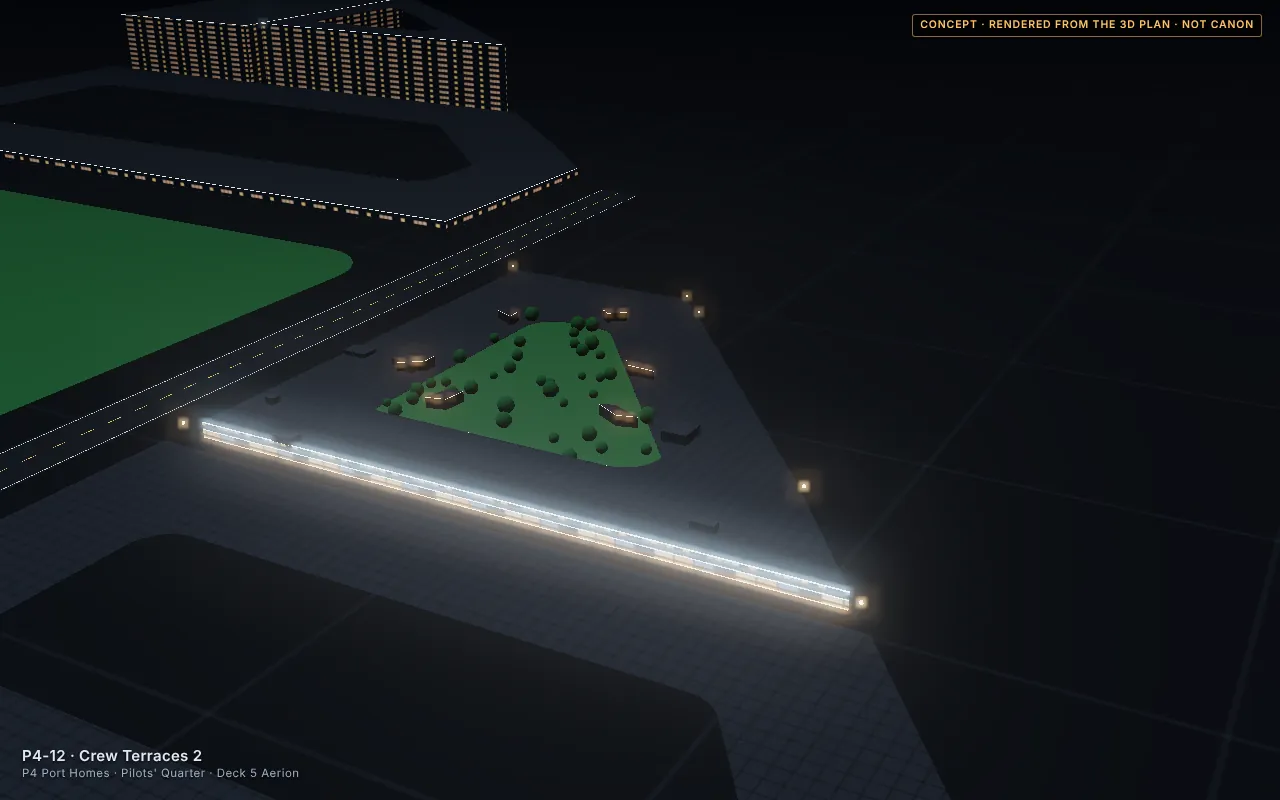 CONCEPT · RENDERED FROM THE 3D PLAN · NOT CANON
P4-12 · Crew Terraces 2
P4 Port Homes · Pilots' Quarter · Deck 5 Aerion